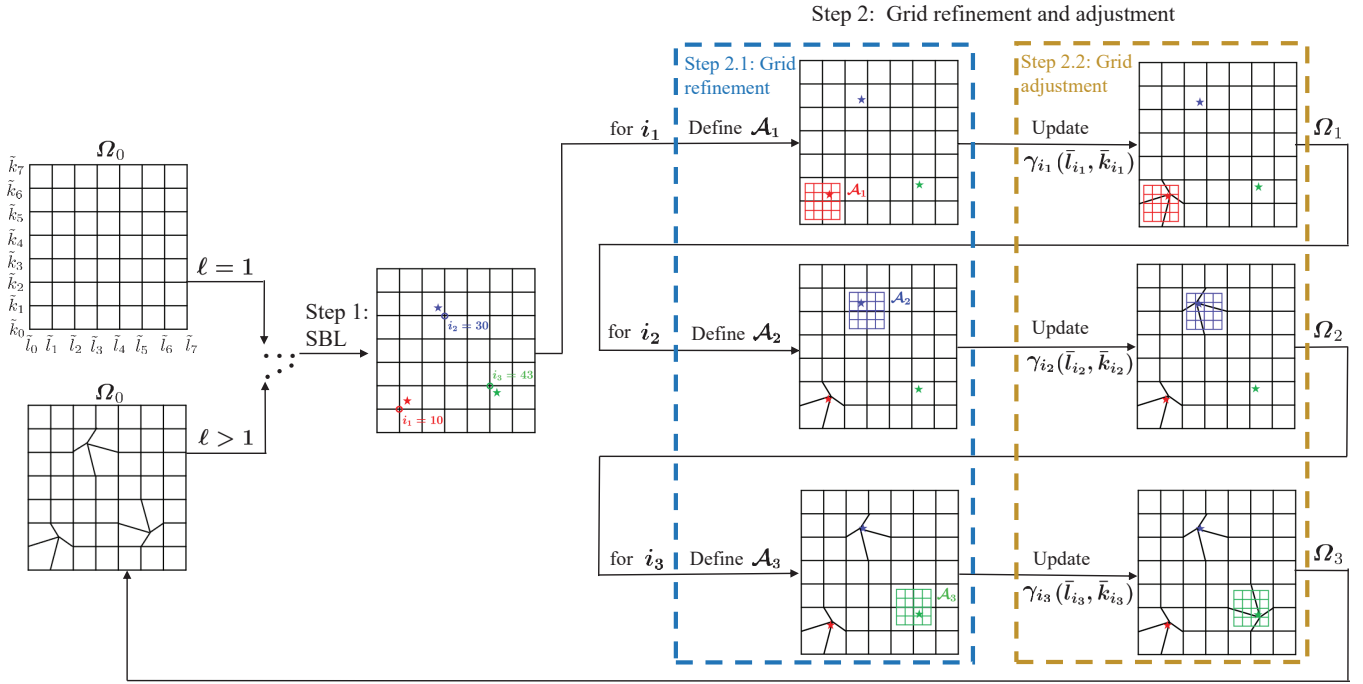 Step 2: Grid refinement and adjustment
Step 2.1: Grid
refinement
Step 2.2: Grid
adjustment
for i₁
Define 𝒜₁
𝒜₁
Update
γᵢ₁(l̄ᵢ₁, k̄ᵢ₁)
Ω₁
Ω₀
k̃₇
k̃₆
k̃₅
k̃₄
k̃₃
k̃₂
k̃₁
k̃₀
l̃₀ l̃₁ l̃₂ l̃₃ l̃₄ l̃₅ l̃₆ l̃₇
ℓ = 1
Step 1:
SBL
i₂ = 30
i₃ = 43
i₁ = 10
for i₂
Define 𝒜₂
𝒜₂
Update
γᵢ₂(l̄ᵢ₂, k̄ᵢ₂)
Ω₂
Ω₀
ℓ > 1
for i₃
Define 𝒜₃
𝒜₃
Update
γᵢ₃(l̄ᵢ₃, k̄ᵢ₃)
Ω₃